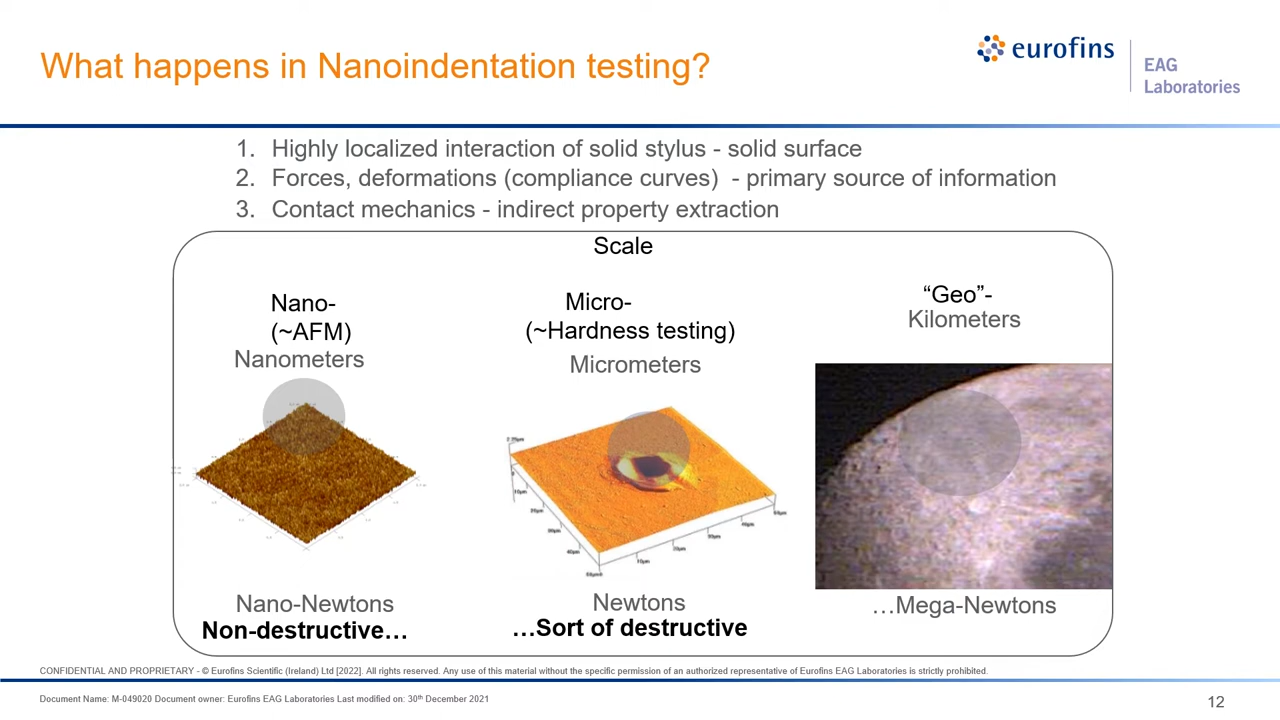 What happens in Nanoindentation testing?
eurofins
EAG
Laboratories
1. Highly localized interaction of solid stylus - solid surface
2. Forces, deformations (compliance curves) - primary source of information
3. Contact mechanics - indirect property extraction
Scale
Nano-
(~AFM)
Nanometers
Micro-
(~Hardness testing)
Micrometers
“Geo”-
Kilometers
Nano-Newtons
Non-destructive…
Newtons
…Sort of destructive
…Mega-Newtons
CONFIDENTIAL AND PROPRIETARY - © Eurofins Scientific (Ireland) Ltd [2022]. All rights reserved. Any use of this material without the specific permission of an authorized representative of Eurofins EAG Laboratories is strictly prohibited.
Document Name: M-049020 Document owner: Eurofins EAG Laboratories Last modified on: 30th December 2021
12